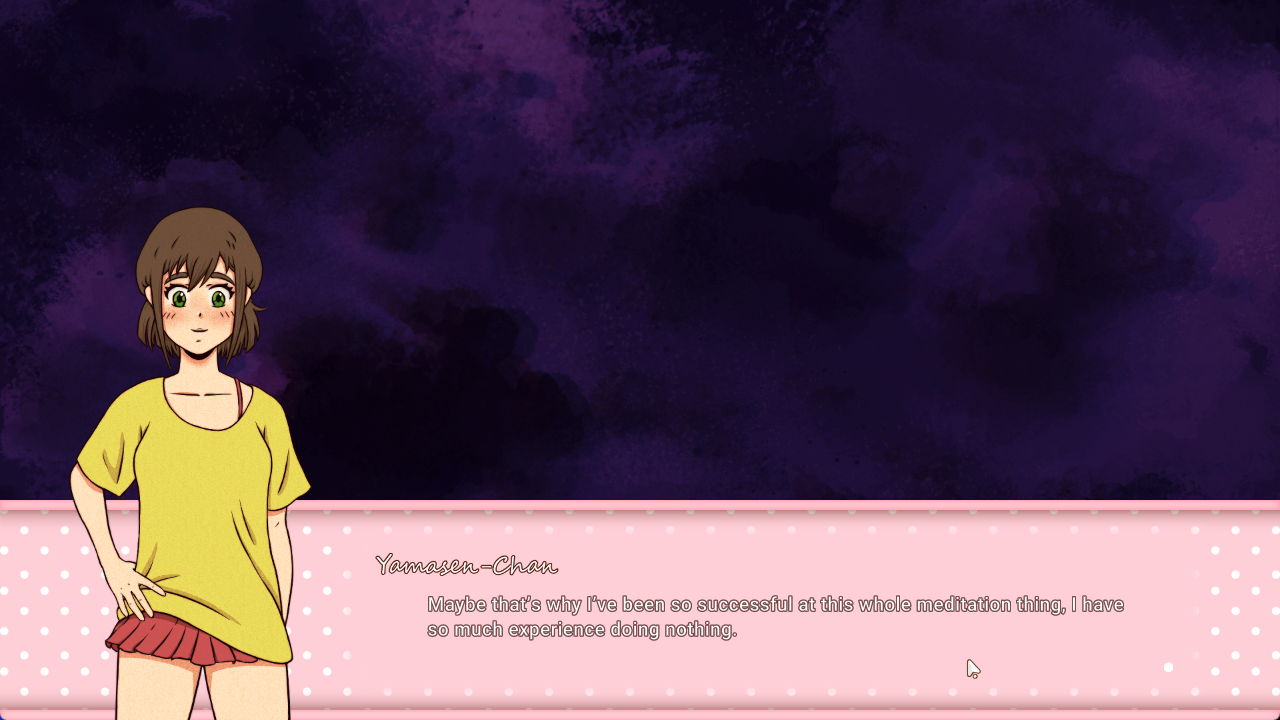 Yamasen-Chan
Maybe that's why I've been so successful at this whole meditation thing, I have
so much experience doing nothing.